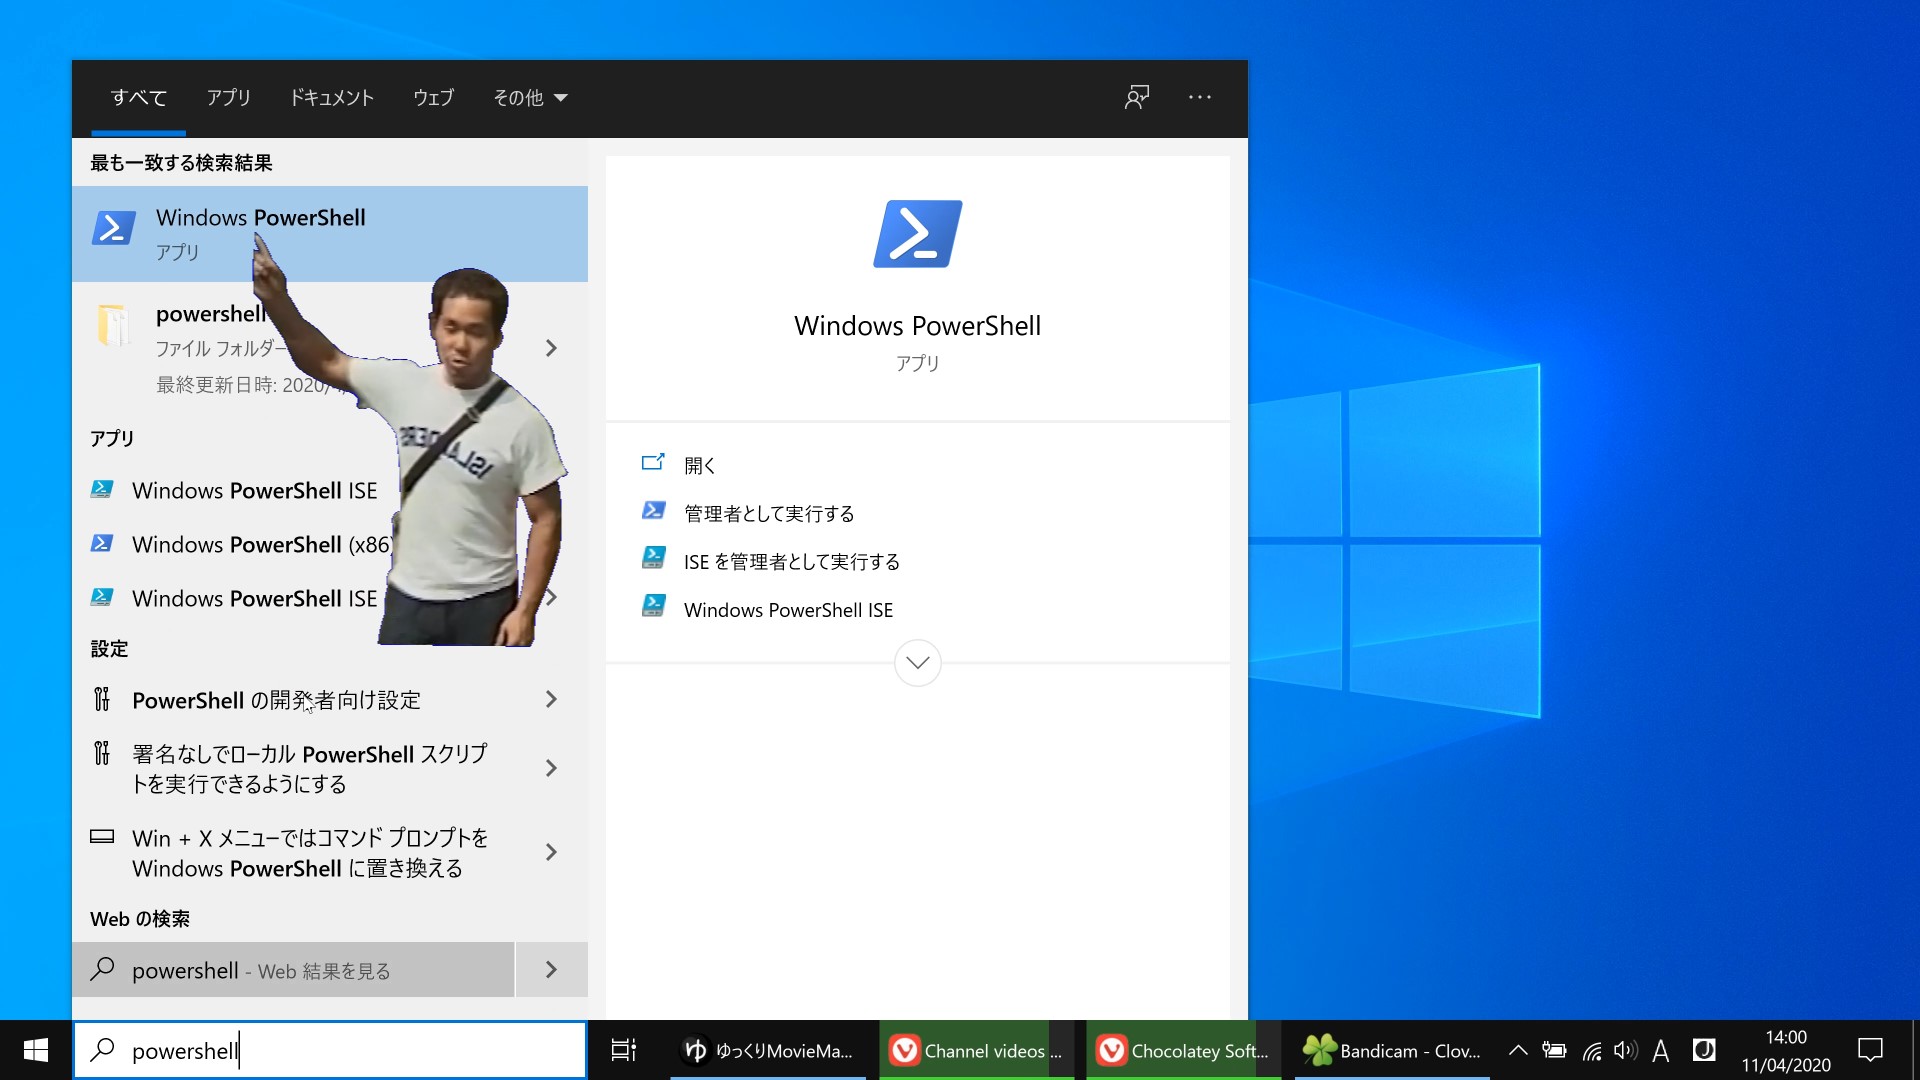 すべて
アプリ
ドキュメント
ウェブ
その他
最も一致する検索結果
Windows PowerShell
アプリ
powershell
ファイル フォルダー
最終更新日時: 2020/
アプリ
Windows PowerShell ISE
Windows PowerShell (x86)
Windows PowerShell ISE
設定
PowerShell の開発者向け設定
署名なしでローカル PowerShell スクリプ
トを実行できるようにする
Win + X メニューではコマンド プロンプトを
Windows PowerShell に置き換える
Web の検索
powershell - Web 結果を見る
Windows PowerShell
アプリ
開く
管理者として実行する
ISE を管理者として実行する
Windows PowerShell ISE
powershell
ゆ
ゆっくりMovieMa...
Channel videos ...
Chocolatey Soft...
Bandicam - Clov...
A
J
14:00
11/04/2020